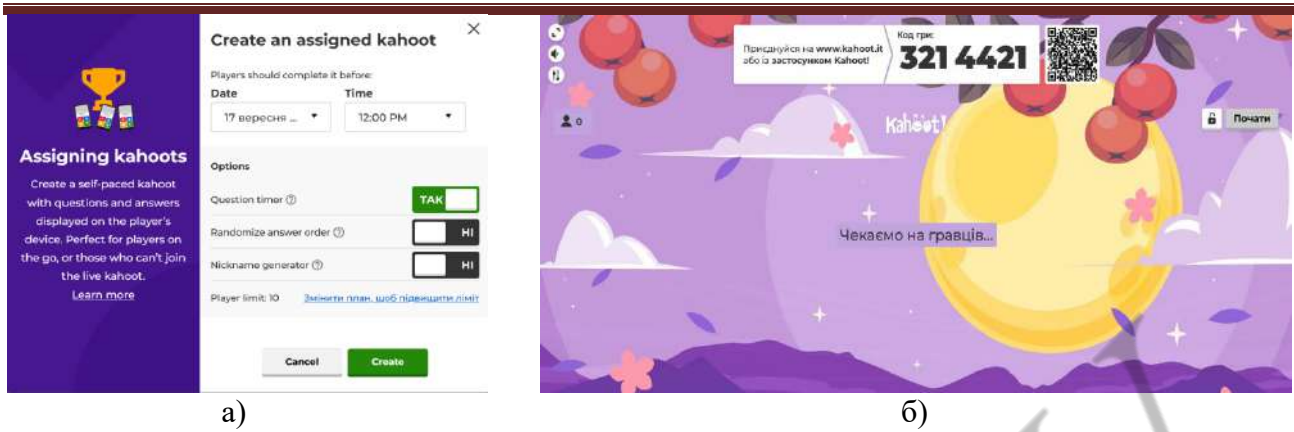 Assigning kahoots
Create a self-paced kahoot
with questions and answers
displayed on the player's
device. Perfect for players on
the go, or those who can't join
the live kahoot.
Learn more
Create an assigned kahoot
Players should complete it before:
Date Time
17 вересня ... 12:00 PM
Options
Question timer ТАК
Randomize answer order НІ
Nickname generator НІ
Player limit: 10 Змінити план, щоб підвищити ліміт
Cancel Create
а)
Приєднуйся на www.kahoot.it
або із застосунком Kahoot!
Код гри:
321 4421
0
Kahoot!
Почати
Чекаємо на гравців...
б)